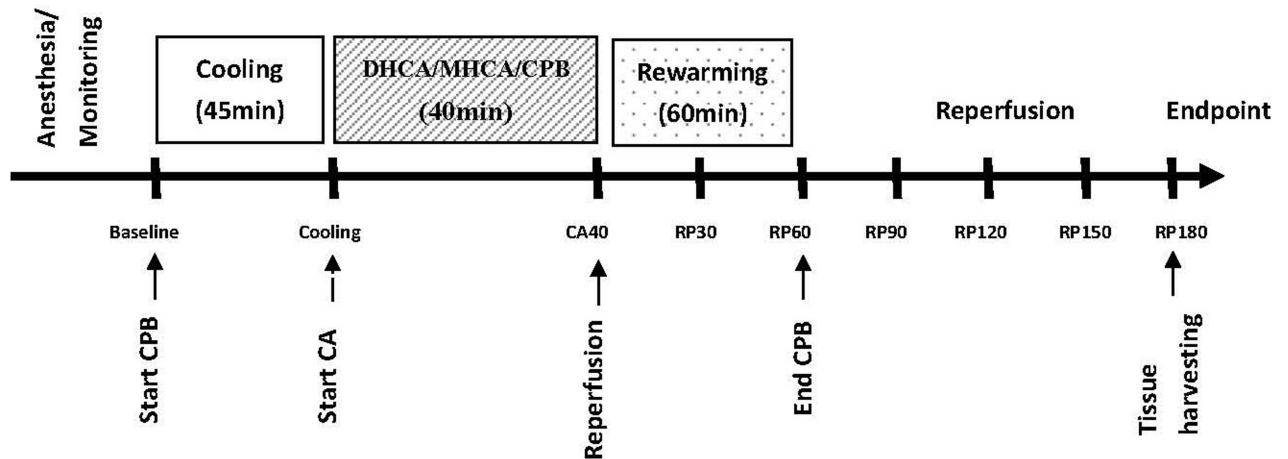 Anesthesia/
Monitoring
Cooling
(45min)
DHCA/MHCA/CPB
(40min)
Rewarming
(60min)
Reperfusion
Endpoint
Baseline
Cooling
CA40
RP30
RP60
RP90
RP120
RP150
RP180
Start CPB
Start CA
Reperfusion
End CPB
Tissue
harvesting